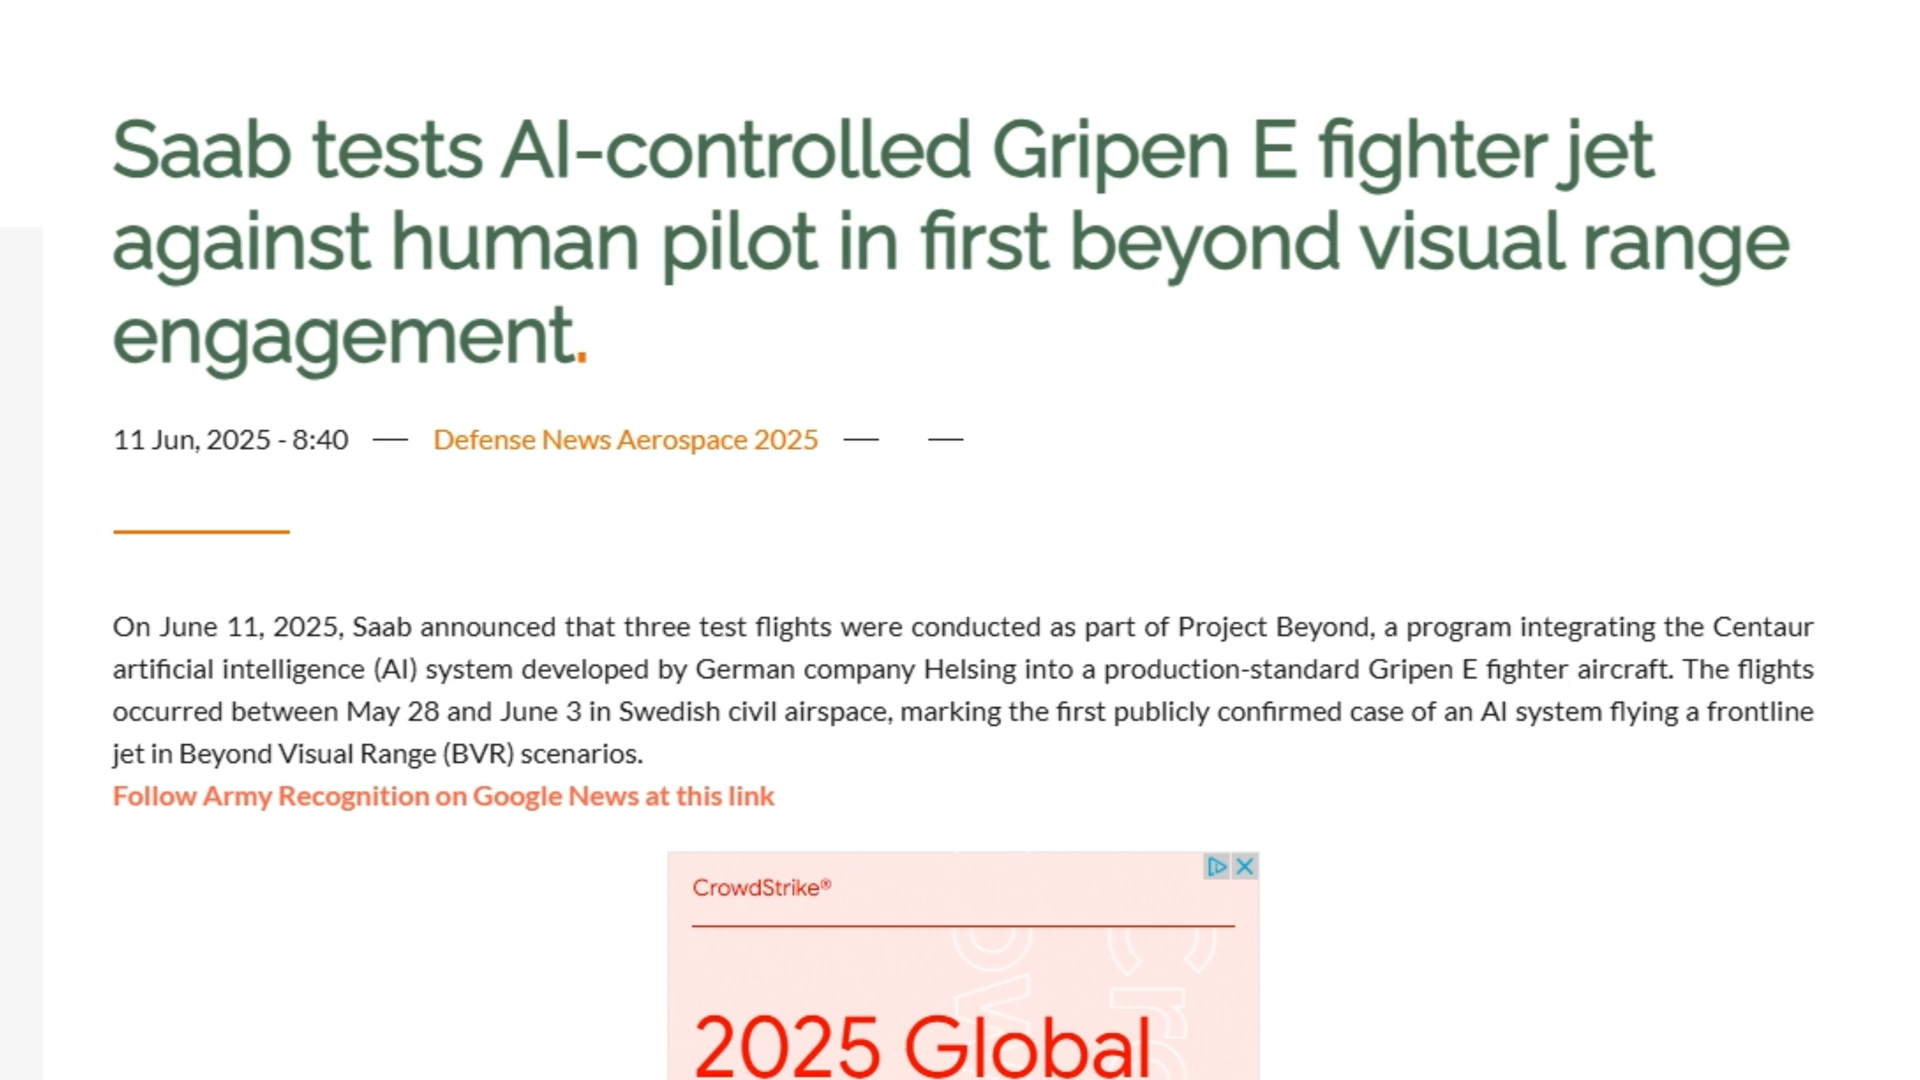 Saab tests AI-controlled Gripen E fighter jet
against human pilot in first beyond visual range
engagement.
11 Jun, 2025 - 8:40 — Defense News Aerospace 2025 — —
On June 11, 2025, Saab announced that three test flights were conducted as part of Project Beyond, a program integrating the Centaur
artificial intelligence (AI) system developed by German company Helsing into a production-standard Gripen E fighter aircraft. The flights
occurred between May 28 and June 3 in Swedish civil airspace, marking the first publicly confirmed case of an AI system flying a frontline
jet in Beyond Visual Range (BVR) scenarios.
Follow Army Recognition on Google News at this link
CrowdStrike®
2025 Global